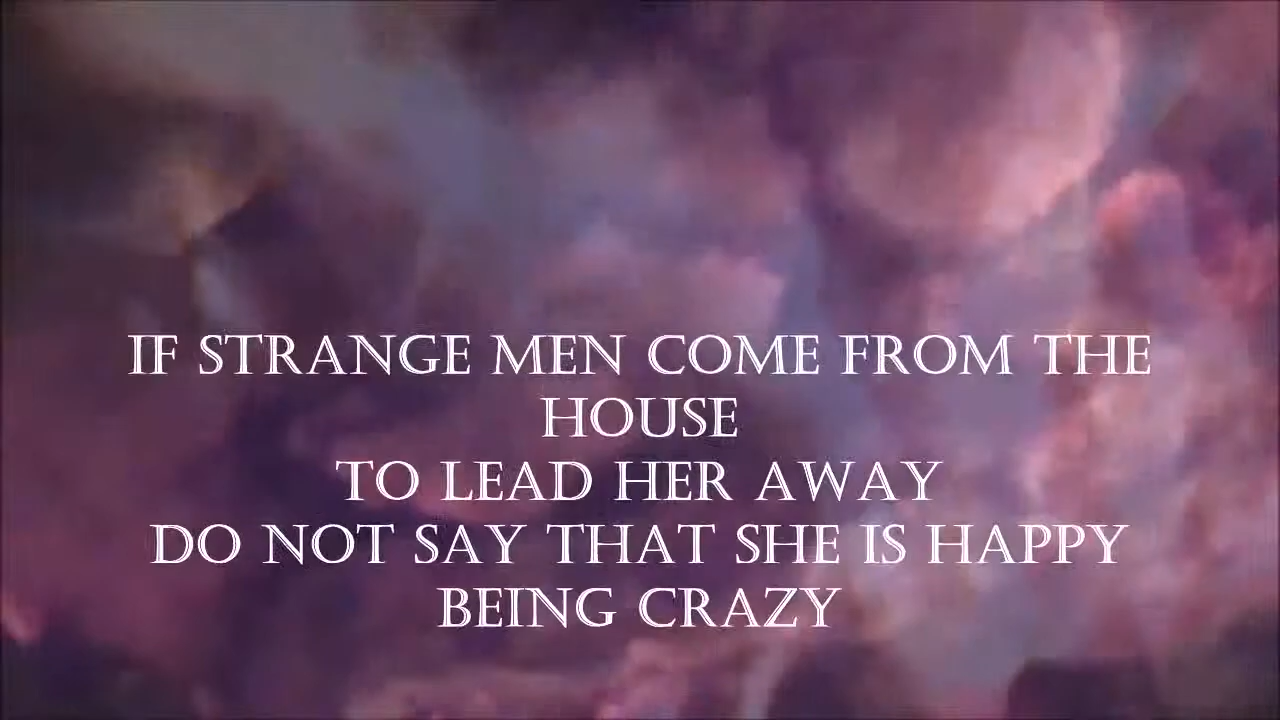 IF STRANGE MEN COME FROM THE
HOUSE
TO LEAD HER AWAY
DO NOT SAY THAT SHE IS HAPPY
BEING CRAZY